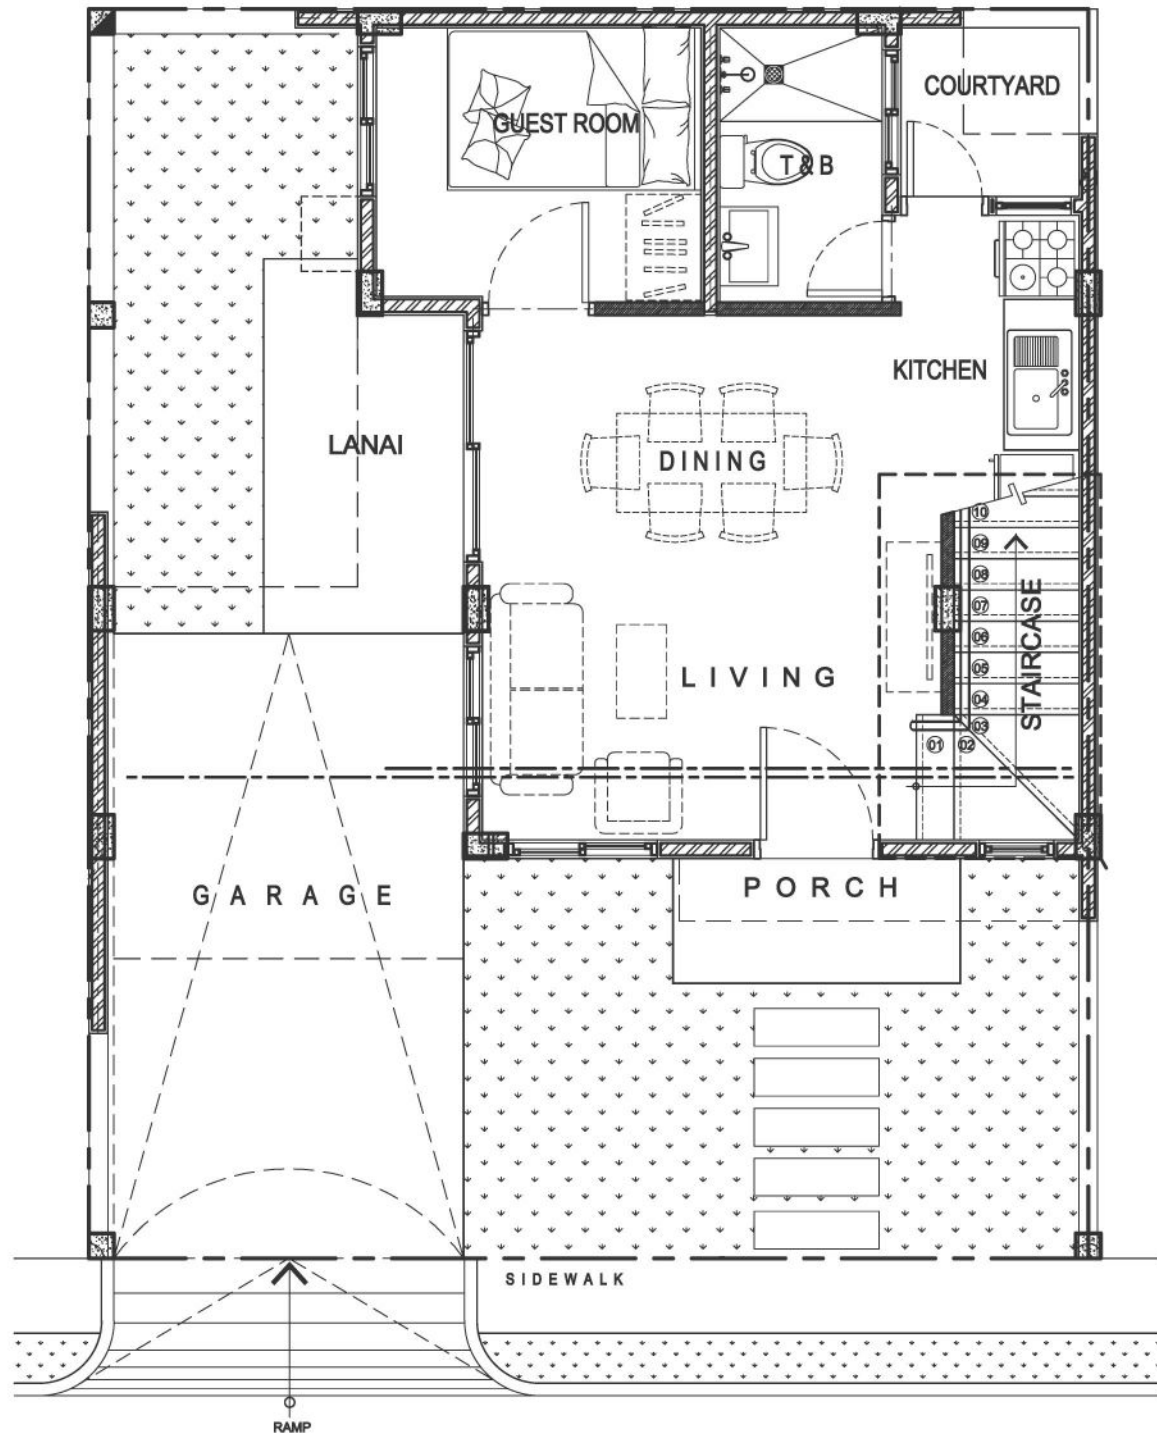 COURTYARD
GUEST ROOM
T & B
KITCHEN
LANAI
DINING
10
09
08
07
06
05
04
03
02
01
STAIRCASE
LIVING
GARAGE
PORCH
SIDEWALK
RAMP